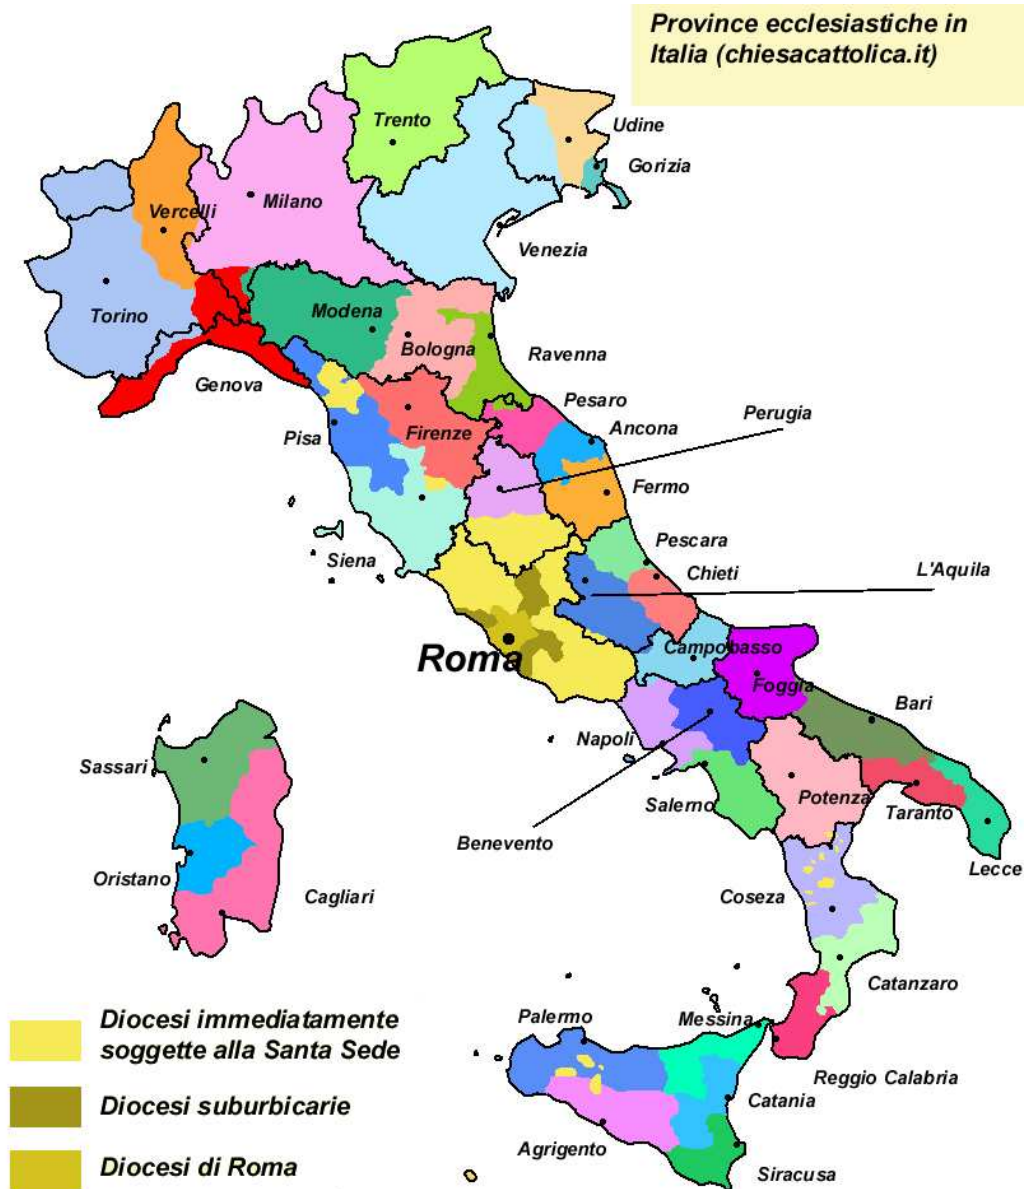 Province ecclesiastiche in
Italia (chiesacattolica.it)
Trento
Udine
Gorizia
Vercelli
Milano
Venezia
Torino
Modena
Bologna
Ravenna
Genova
Pesaro
Perugia
Pisa
Firenze
Ancona
Fermo
Siena
Pescara
Chieti
L'Aquila
Roma
Campobasso
Foggia
Bari
Napoli
Sassari
Salerno
Potenza
Taranto
Benevento
Lecce
Oristano
Cagliari
Coseza
Catanzaro
Diocesi immediatamente
soggette alla Santa Sede
Palermo
Messina
Reggio Calabria
Diocesi suburbicarie
Catania
Agrigento
Diocesi di Roma
Siracusa